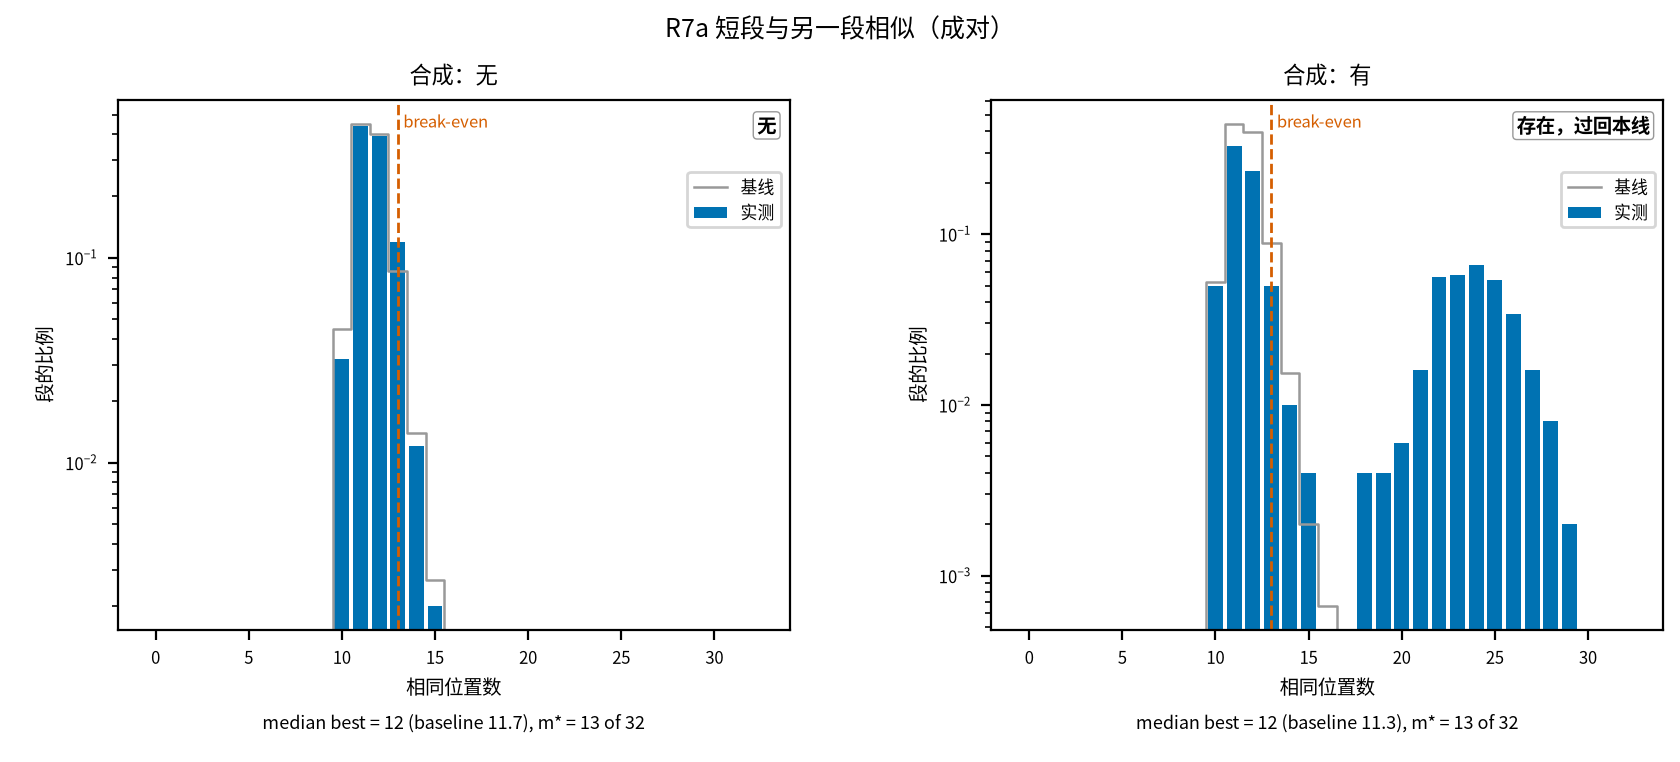 R7a 短段与另一段相似（成对）
合成：无
break-even
无
基线
实测
10⁻¹
10⁻²
段的比例
0 5 10 15 20 25 30
相同位置数
median best = 12 (baseline 11.7), m* = 13 of 32
合成：有
break-even
存在，过回本线
基线
实测
10⁻¹
10⁻²
10⁻³
段的比例
0 5 10 15 20 25 30
相同位置数
median best = 12 (baseline 11.3), m* = 13 of 32